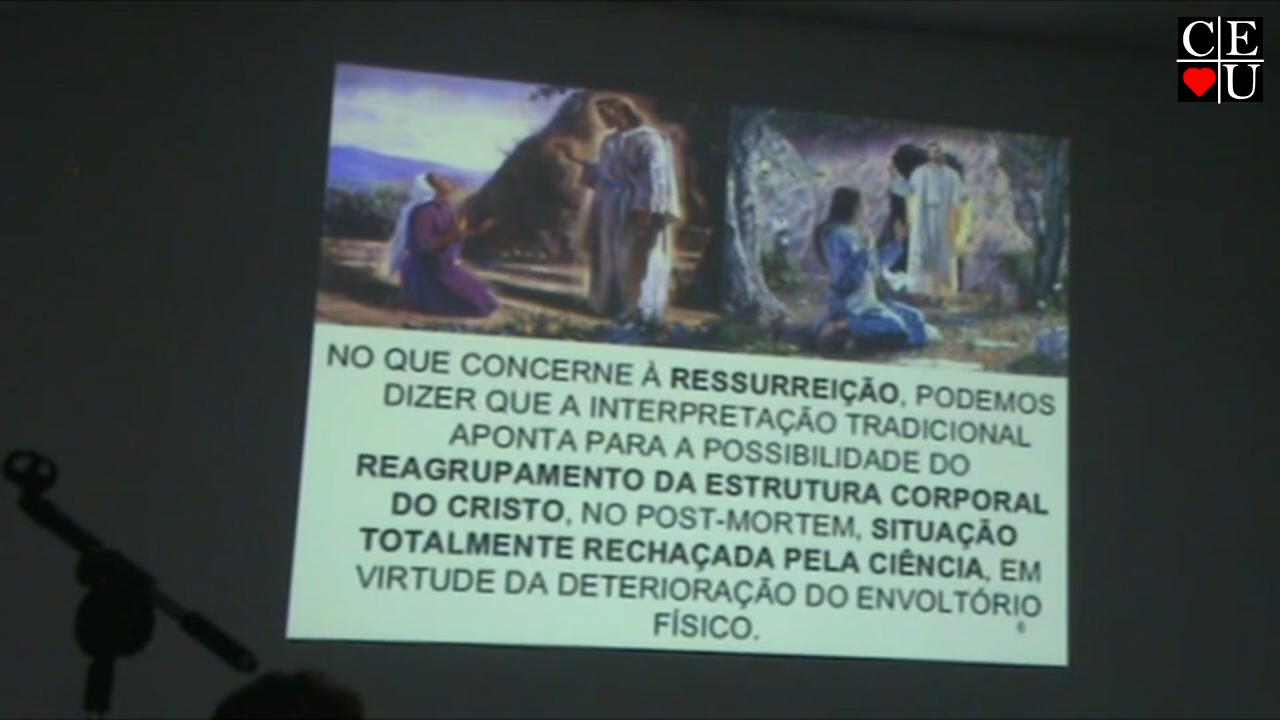 CE
U
NO QUE CONCERNE À RESSURREIÇÃO, PODEMOS
DIZER QUE A INTERPRETAÇÃO TRADICIONAL
APONTA PARA A POSSIBILIDADE DO
REAGRUPAMENTO DA ESTRUTURA CORPORAL
DO CRISTO, NO POST-MORTEM, SITUAÇÃO
TOTALMENTE RECHAÇADA PELA CIÊNCIA, EM
VIRTUDE DA DETERIORAÇÃO DO ENVOLTÓRIO
FÍSICO.
6